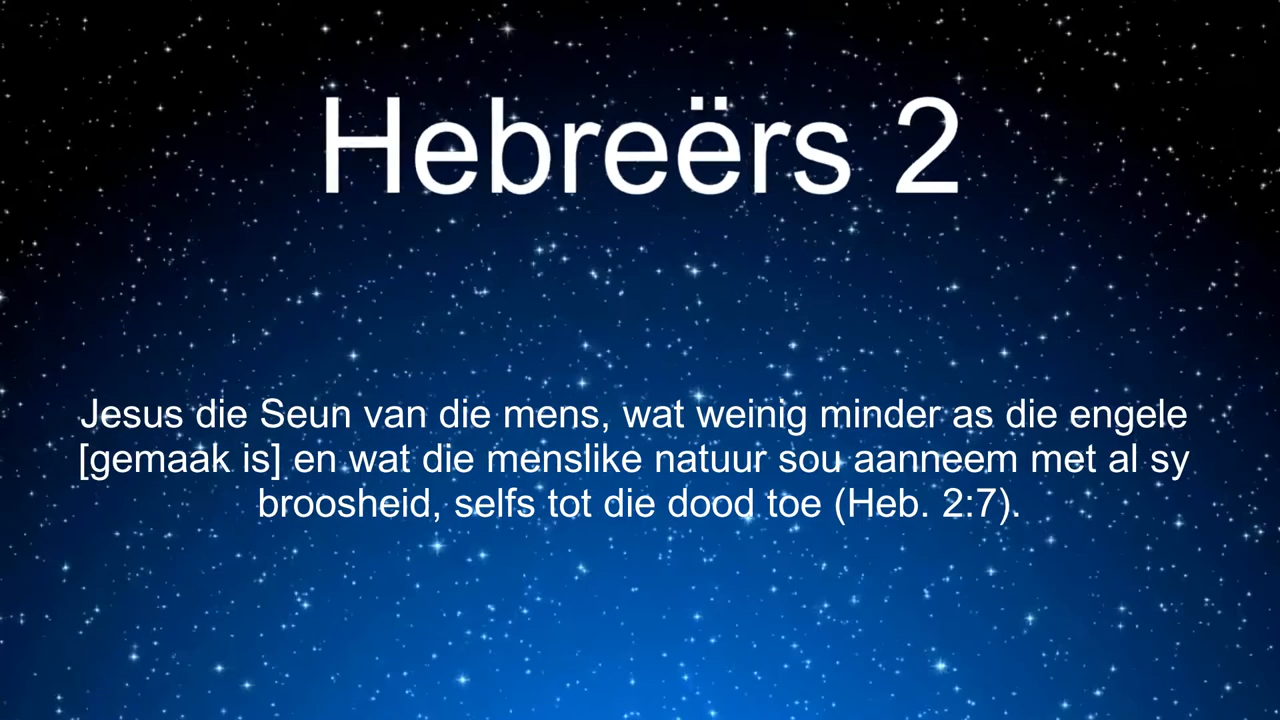 Hebreërs 2
Jesus die Seun van die mens, wat weinig minder as die engele
[gemaak is] en wat die menslike natuur sou aanneem met al sy
broosheid, selfs tot die dood toe (Heb. 2:7).